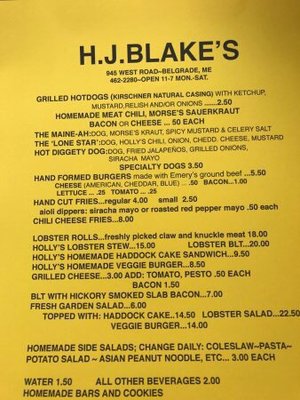 H.J.BLAKE'S
945 WEST ROAD--BELGRADE, ME
462-2280--OPEN 11-7 MON.-SAT.
GRILLED HOTDOGS (KIRSCHNER NATURAL CASING) WITH KETCHUP,
MUSTARD,RELISH AND/OR ONIONS .......2.50
HOMEMADE MEAT CHILI, MORSE'S SAUERKRAUT
BACON OR CHEESE ... .50 EACH
THE MAINE-AH:DOG, MORSE'S KRAUT, SPICY MUSTARD & CELERY SALT
THE 'LONE STAR':DOG, HOLLY'S CHILI, ONION, CHEDD. CHEESE, MUSTARD
HOT DIGGETY DOG:DOG, FRIED JALAPEÑOS, GRILLED ONIONS,
SIRACHA MAYO
SPECIALTY DOGS 3.50
HAND FORMED BURGERS made with Emery's ground beef ...5.50
CHEESE (AMERICAN, CHEDDAR, BLUE) .. .50 BACON...1.00
LETTUCE .. .25 TOMATO .. .25
HAND CUT FRIES---regular 4.00 small 2.50
aioli dippers: siracha mayo or roasted red pepper mayo .50 each
CHILI CHEESE FRIES...8.00
LOBSTER ROLLS...freshly picked claw and knuckle meat 18.00
HOLLY'S LOBSTER STEW...15.00 LOBSTER BLT...20.00
HOLLY'S HOMEMADE HADDOCK CAKE SANDWICH...9.50
HOLLY'S HOMEMADE VEGGIE BURGER...8.50
GRILLED CHEESE...3.00 ADD: TOMATO, PESTO .50 EACH
BACON 1.50
BLT WITH HICKORY SMOKED SLAB BACON...7.00
FRESH GARDEN SALAD...6.00
TOPPED WITH: HADDOCK CAKE...14.50 LOBSTER SALAD...22.50
VEGGIE BURGER...14.00
HOMEMADE SIDE SALADS; CHANGE DAILY: COLESLAW~PASTA~
POTATO SALAD ~ ASIAN PEANUT NOODLE, ETC... 3.00 EACH
WATER 1.50 ALL OTHER BEVERAGES 2.00
HOMEMADE BARS AND COOKIES